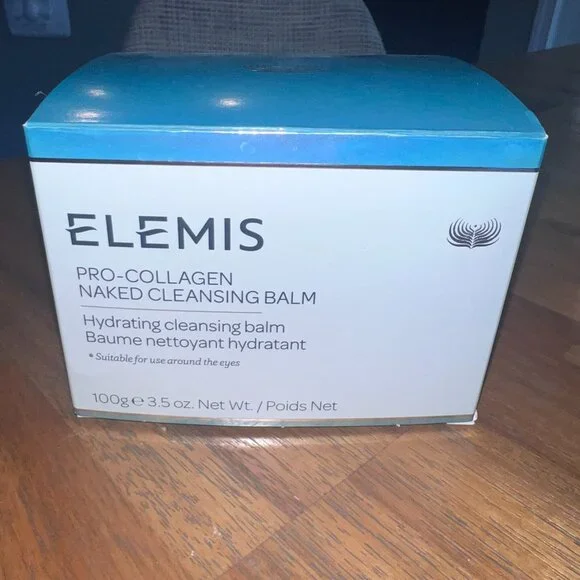 ELEMIS
PRO-COLLAGEN
NAKED CLEANSING BALM
Hydrating cleansing balm
Baume nettoyant hydratant
* Suitable for use around the eyes
100g ℮ 3.5 oz. Net Wt. / Poids Net